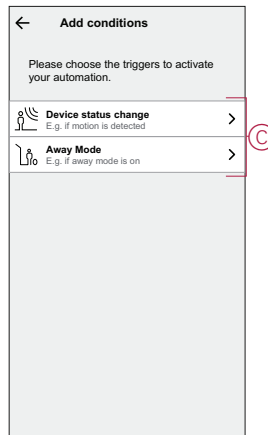 Add conditions
Please choose the triggers to activate
your automation.
Device status change
E.g. if motion is detected
Away Mode
E.g. if away mode is on
C